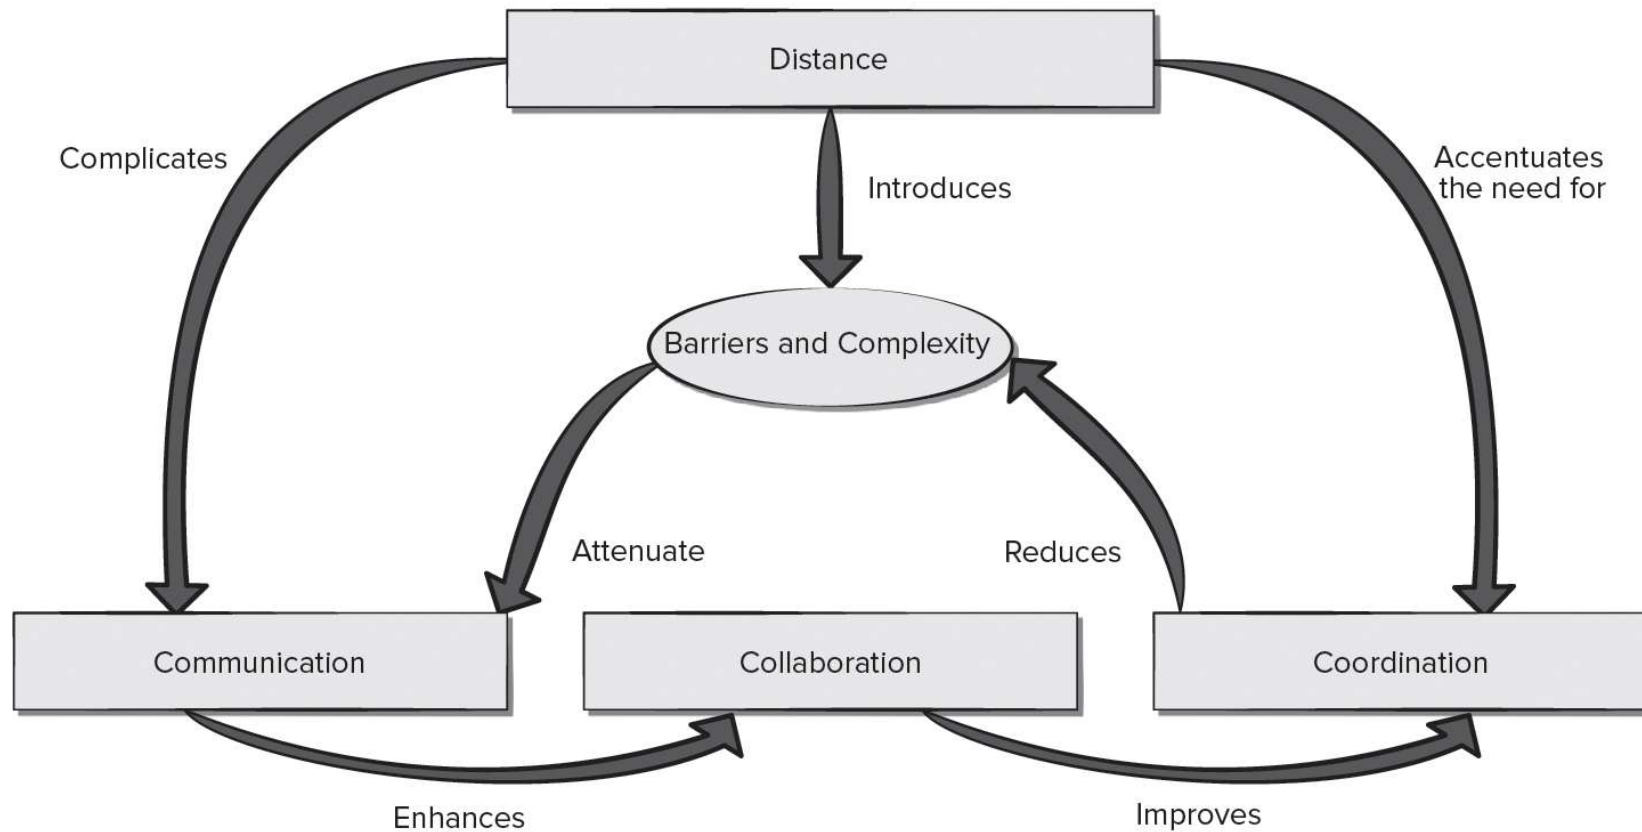 Distance
Complicates
Accentuates
the need for
Introduces
Barriers and Complexity
Attenuate
Reduces
Communication
Collaboration
Coordination
Enhances
Improves